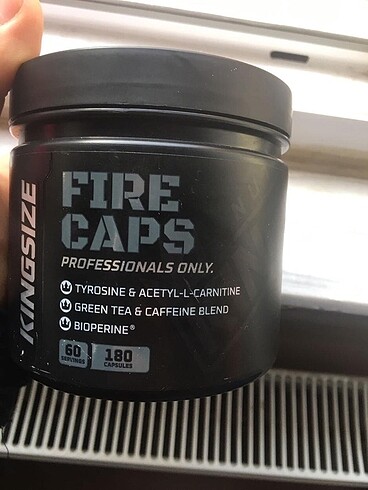 KINGSIZE
FIRE
CAPS
PROFESSIONALS ONLY.
TYROSINE & ACETYL-L-CARNITINE
GREEN TEA & CAFFEINE BLEND
BIOPERINE®
60
SERVINGS
180
CAPSULES